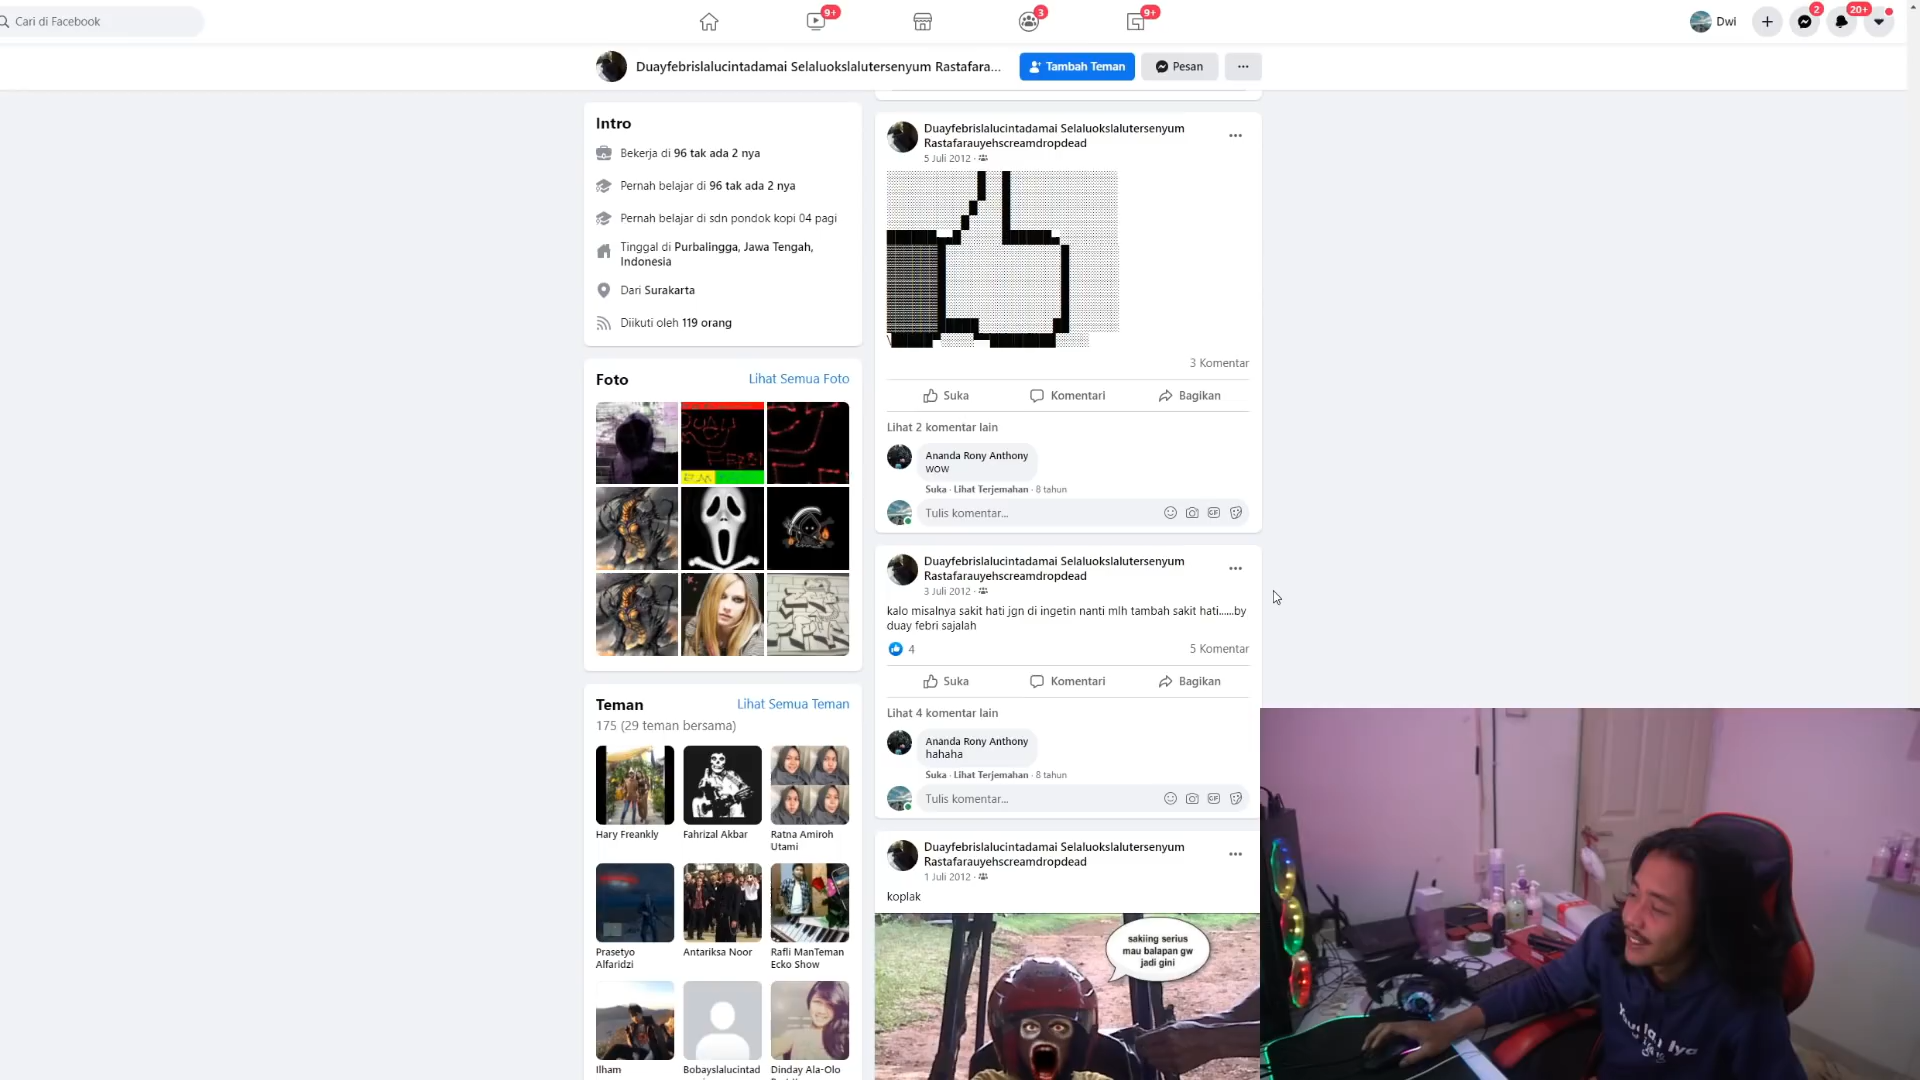 Cari di Facebook
9+
3
9+
Dwi
2
20+
Duayfebrislalucintadamai Selaluokslalutersenyum Rastafara...
Tambah Teman
Pesan
Intro
Bekerja di 96 tak ada 2 nya
Pernah belajar di 96 tak ada 2 nya
Pernah belajar di sdn pondok kopi 04 pagi
Tinggal di Purbalingga, Jawa Tengah,
Indonesia
Dari Surakarta
Diikuti oleh 119 orang
Foto
Lihat Semua Foto
Teman
Lihat Semua Teman
175 (29 teman bersama)
Hary Freankly
Fahrizal Akbar
Ratna Amiroh
Utami
Prasetyo
Alfaridzi
Antariksa Noor
Rafli ManTeman
Ecko Show
Ilham
Bobayslalucintad
Dinday Ala-Olo
Duayfebrislalucintadamai Selaluokslalutersenyum
Rastafarauyehscreamdropdead
5 Juli 2012
3 Komentar
Suka
Komentari
Bagikan
Lihat 2 komentar lain
Ananda Rony Anthony
wow
Suka · Lihat Terjemahan · 8 tahun
Tulis komentar...
GIF
Duayfebrislalucintadamai Selaluokslalutersenyum
Rastafarauyehscreamdropdead
3 Juli 2012
kalo misalnya sakit hati jgn di ingetin nanti mlh tambah sakit hati......by
duay febri sajalah
4
5 Komentar
Suka
Komentari
Bagikan
Lihat 4 komentar lain
Ananda Rony Anthony
hahaha
Suka · Lihat Terjemahan · 8 tahun
Tulis komentar...
GIF
Duayfebrislalucintadamai Selaluokslalutersenyum
Rastafarauyehscreamdropdead
1 Juli 2012
koplak
sakiing serius
mau balapan gw
jadi gini